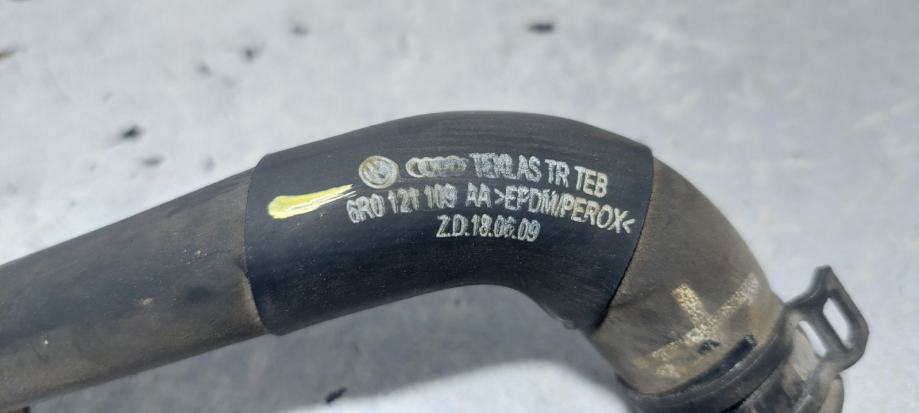 TEKLAS TR TEB
6R0 121 109 AA >EPDM/PEROX<
Z.D.18.06.09